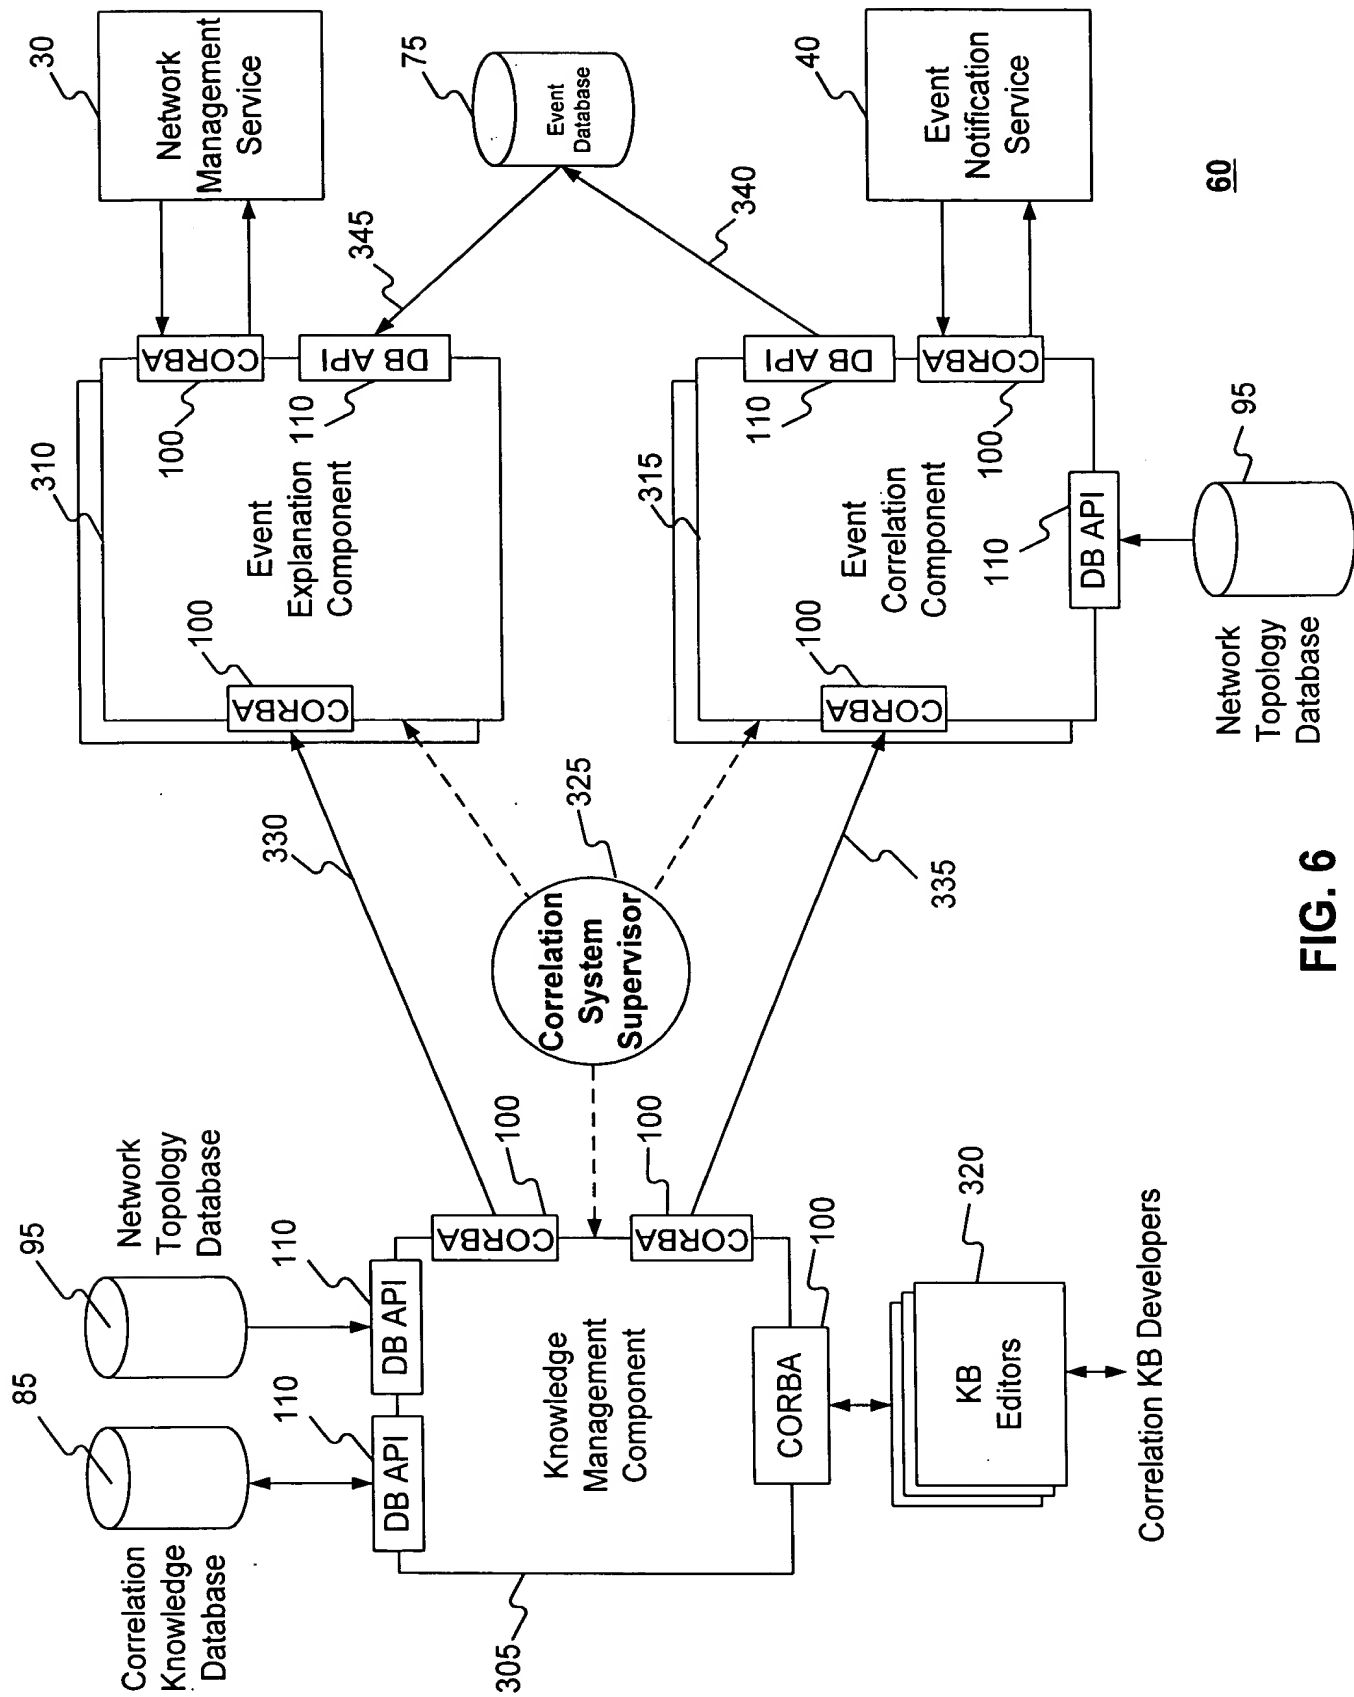 85
95
Correlation
Knowledge
Database
Network
Topology
Database
110
110
DB API
DB API
305
Knowledge
Management
Component
CORBA
100
CORBA
100
CORBA
100
KB
Editors
320
Correlation KB Developers
330
335
Correlation
System
Supervisor
325
310
Event
Explanation
Component
CORBA
100
CORBA
100
DB API
110
30
Network
Management
Service
345
75
Event
Database
340
315
Event
Correlation
Component
CORBA
100
DB API
110
CORBA
100
DB API
110
40
Event
Notification
Service
95
Network
Topology
Database
60
FIG. 6